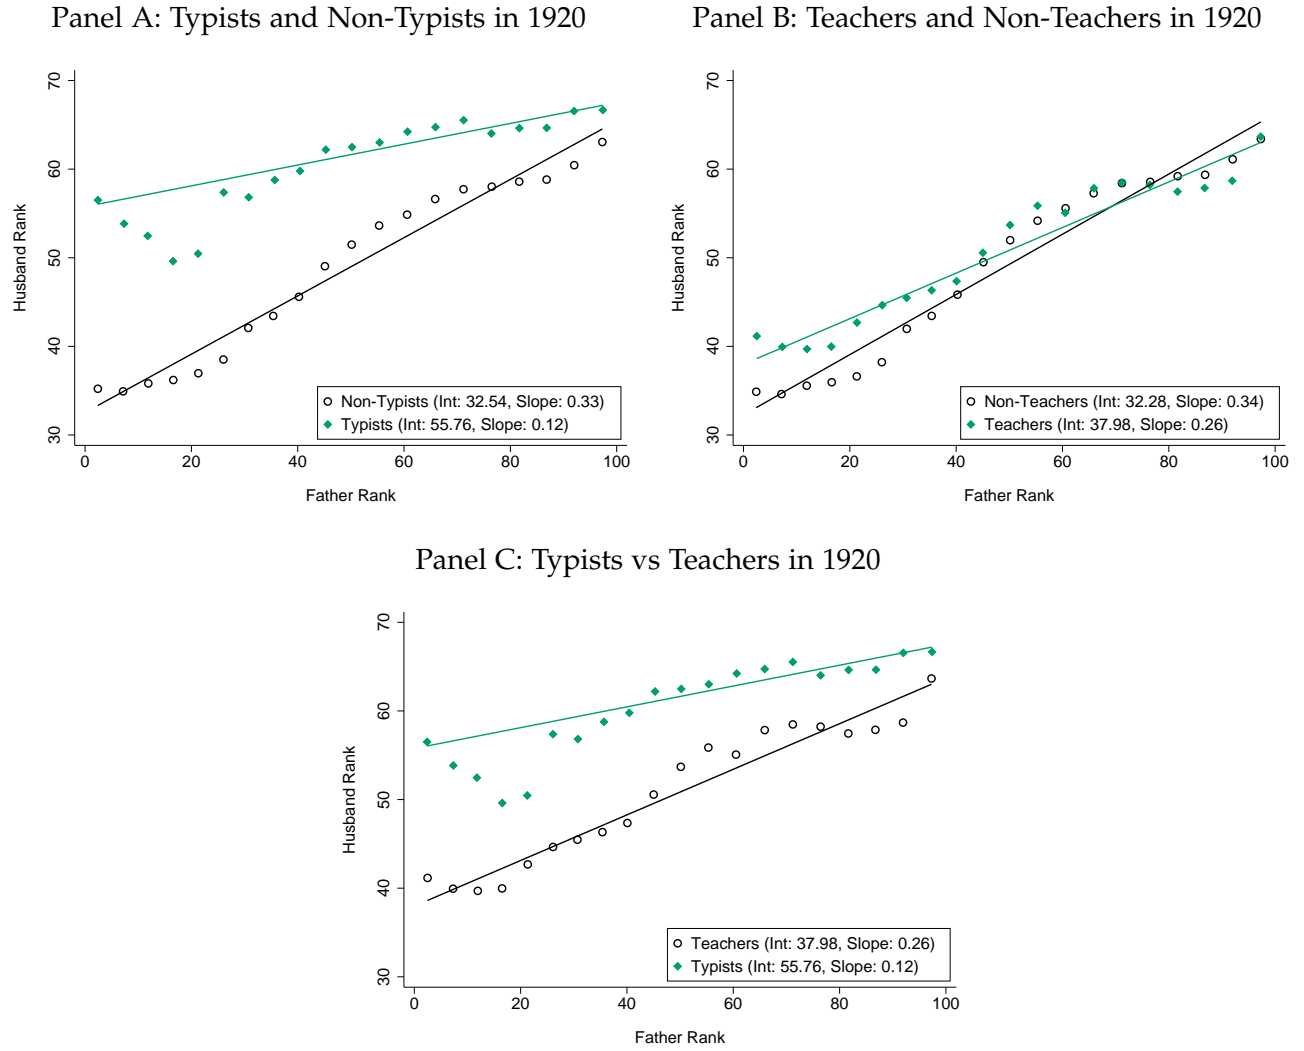 Panel A: Typists and Non-Typists in 1920
70
60
50
40
30
Husband Rank
Non-Typists (Int: 32.54, Slope: 0.33)
Typists (Int: 55.76, Slope: 0.12)
0 20 40 60 80 100
Father Rank
Panel B: Teachers and Non-Teachers in 1920
70
60
50
40
30
Husband Rank
Non-Teachers (Int: 32.28, Slope: 0.34)
Teachers (Int: 37.98, Slope: 0.26)
0 20 40 60 80 100
Father Rank
Panel C: Typists vs Teachers in 1920
70
60
50
40
30
Husband Rank
Teachers (Int: 37.98, Slope: 0.26)
Typists (Int: 55.76, Slope: 0.12)
0 20 40 60 80 100
Father Rank